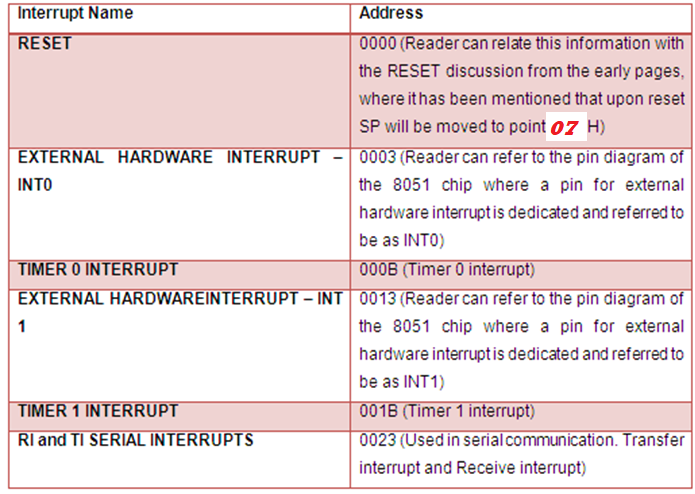 Interrupt Name Address
RESET 0000 (Reader can relate this information with
the RESET discussion from the early pages,
where it has been mentioned that upon reset
SP will be moved to point 07 H)
EXTERNAL HARDWARE INTERRUPT – 0003 (Reader can refer to the pin diagram of
INT0 the 8051 chip where a pin for external
hardware interrupt is dedicated and referred to
be as INT0)
TIMER 0 INTERRUPT 000B (Timer 0 interrupt)
EXTERNAL HARDWAREINTERRUPT – INT 0013 (Reader can refer to the pin diagram of
1 the 8051 chip where a pin for external
hardware interrupt is dedicated and referred to
be as INT1)
TIMER 1 INTERRUPT 001B (Timer 1 interrupt)
RI and TI SERIAL INTERRUPTS 0023 (Used in serial communication. Transfer
interrupt and Receive interrupt)